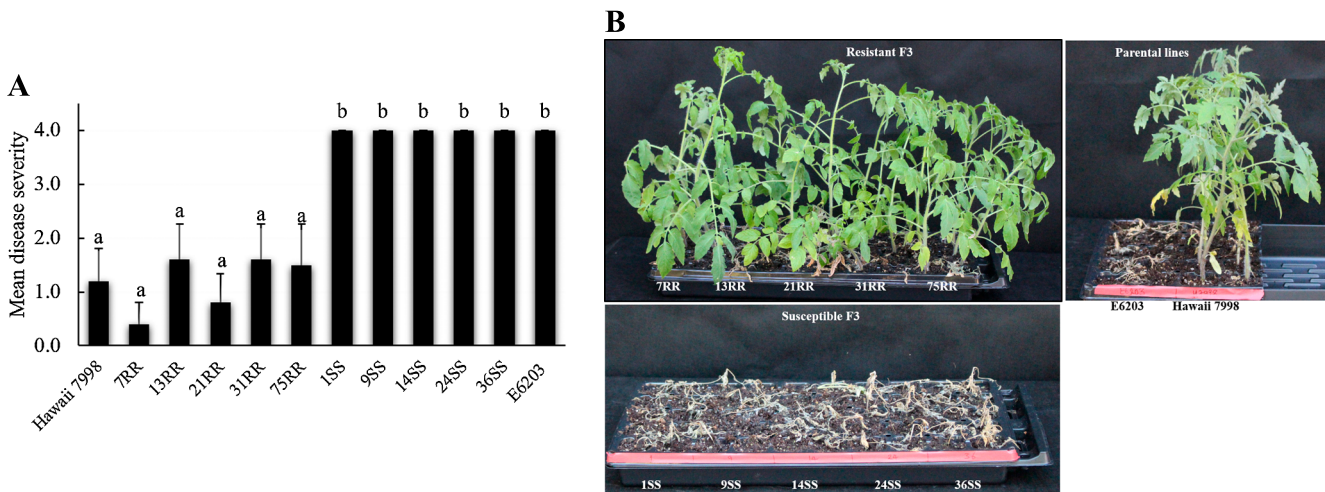 A
Mean disease severity
4.0
3.0
2.0
1.0
0.0
a
a
a
a
a
a
b
b
b
b
b
b
Hawaii 7998
7RR
13RR
21RR
31RR
75RR
1SS
9SS
14SS
24SS
36SS
E6203
B
Resistant F3
7RR 13RR 21RR 31RR 75RR
Parental lines
E6203 Hawaii 7998
Susceptible F3
1SS 9SS 14SS 24SS 36SS